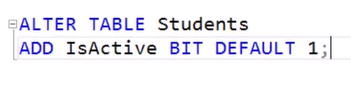 ALTER TABLE Students
ADD IsActive BIT DEFAULT 1;